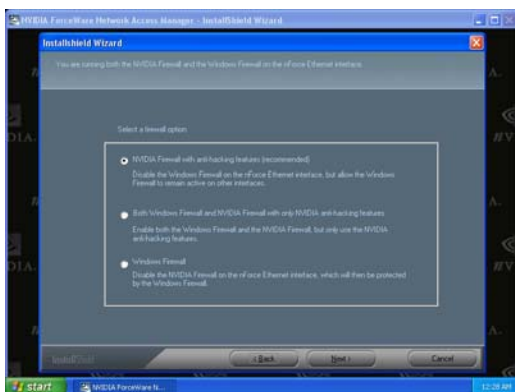 NVIDIA ForceWare Network Access Manager - InstallShield Wizard
InstallShield Wizard
You are running both the NVIDIA Firewall and the Windows Firewall on the nForce Ethernet interface.
Select a firewall option
NVIDIA Firewall with anti-hacking features (recommended)
Disable the Windows Firewall on the nForce Ethernet interface, but allow the Windows
Firewall to remain active on other interfaces.
Both Windows Firewall and NVIDIA Firewall with only NVIDIA anti-hacking features
Enable both the Windows Firewall and the NVIDIA Firewall, but only use the NVIDIA
anti-hacking features.
Windows Firewall
Disable the NVIDIA Firewall on the nForce Ethernet interface, which will then be protected
by the Windows Firewall.
InstallShield
< Back
Next >
Cancel
start
NVIDIA ForceWare N...
12:28 AM